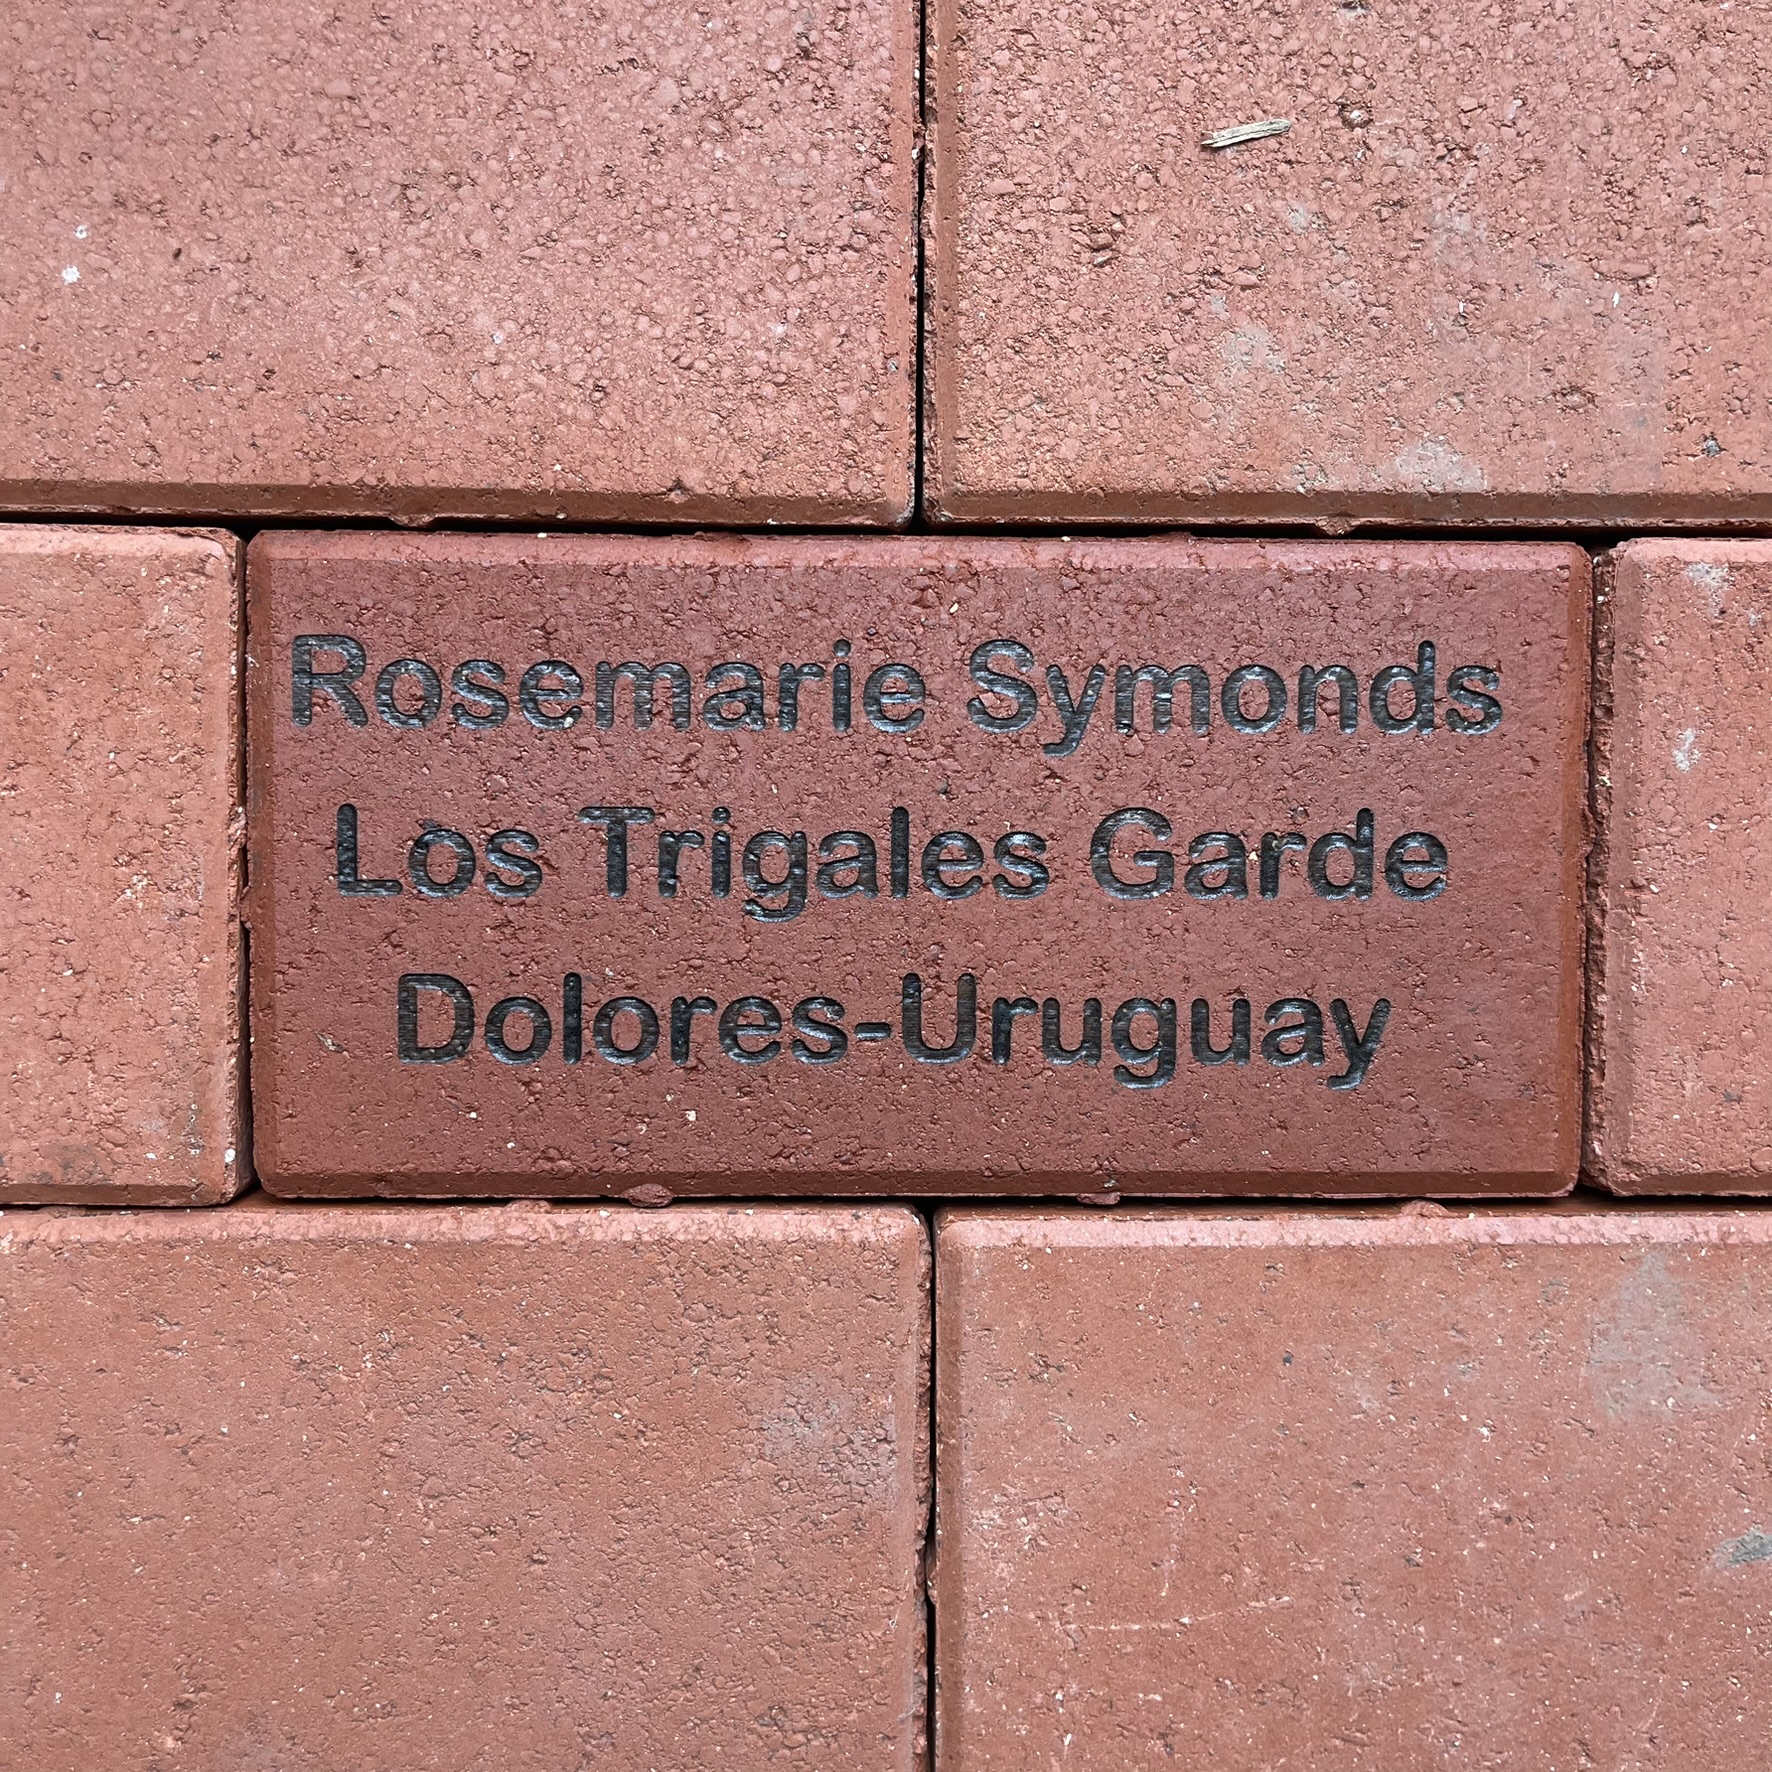 Rosemarie Symonds
Los Trigales Garde
Dolores-Uruguay